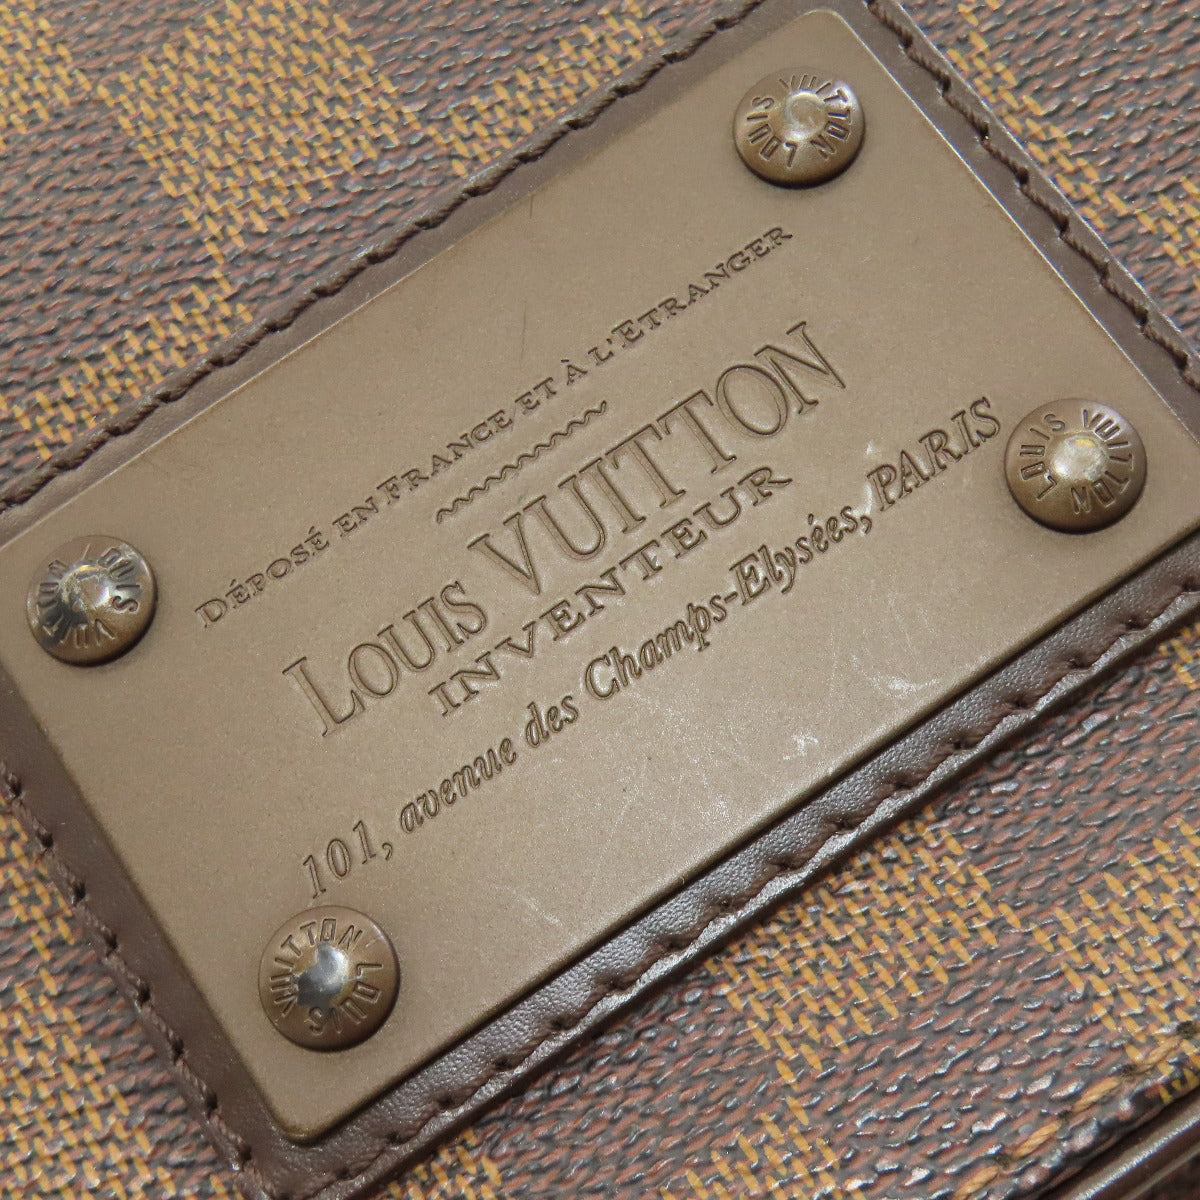 DÉPOSÉ EN FRANCE ET À L'ETRANGER
LOUIS VUITTON
INVENTEUR
101, avenue des Champs-Elysées, PARIS
LOUIS VUITTON
LOUIS VUITTON
LOUIS VUITTON
LOUIS VUITTON